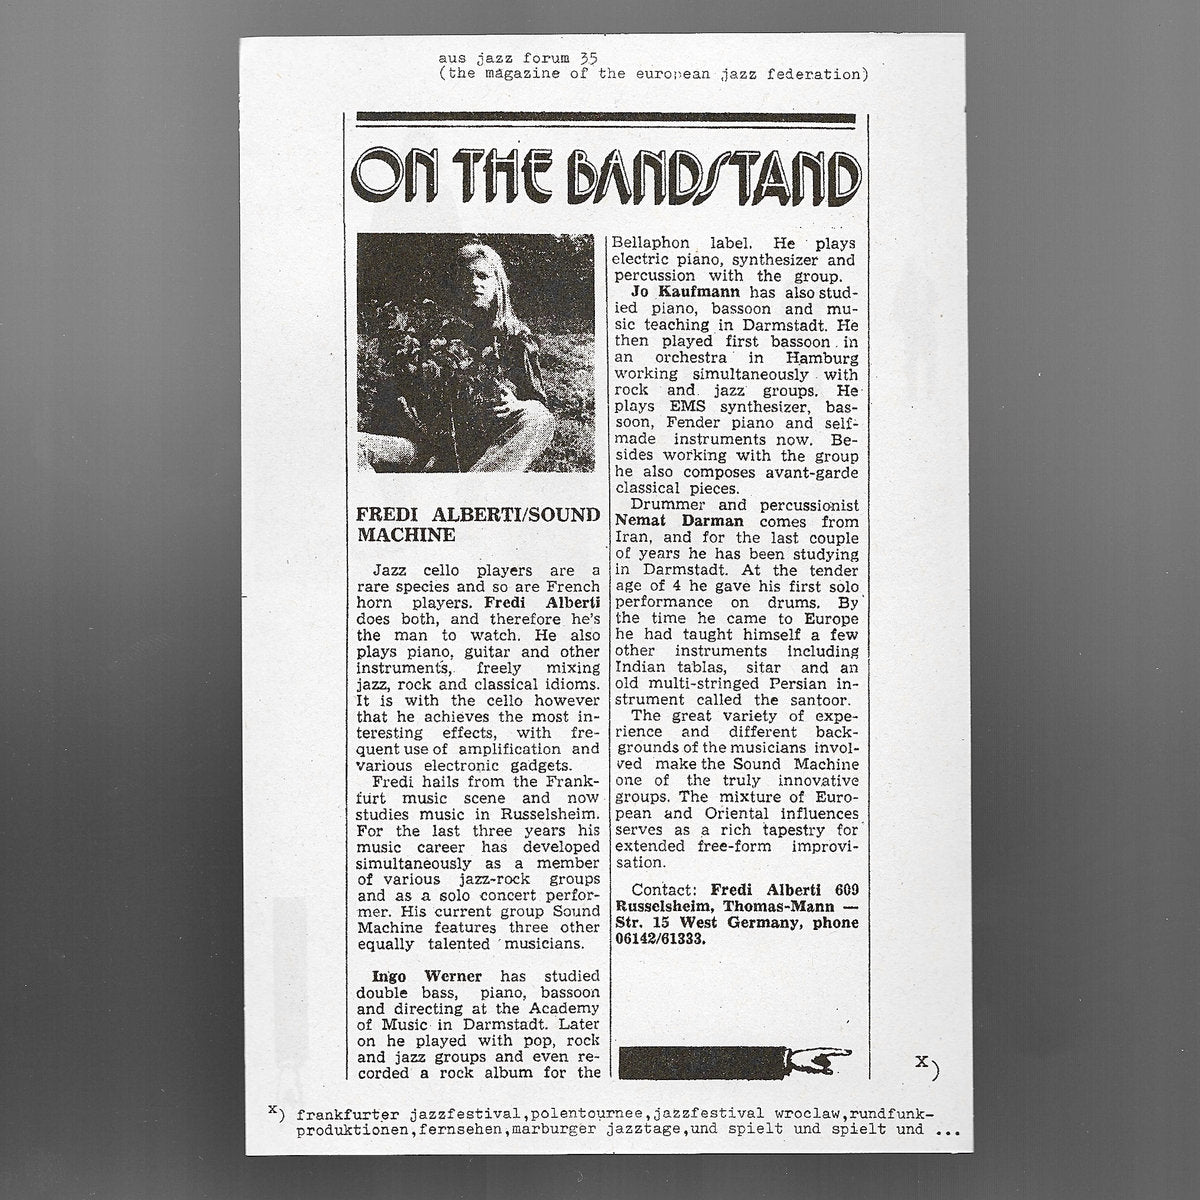 aus jazz forum 35
(the magazine of the european jazz federation)
ON THE BANDSTAND
FREDI ALBERTI/SOUND
MACHINE
Jazz cello players are a
rare species and so are French
horn players. Fredi Alberti
does both, and therefore he's
the man to watch. He also
plays piano, guitar and other
instruments, freely mixing
jazz, rock and classical idioms.
It is with the cello however
that he achieves the most in-
teresting effects, with fre-
quent use of amplification and
various electronic gadgets.
Fredi hails from the Frank-
furt music scene and now
studies music in Russelsheim.
For the last three years his
music career has developed
simultaneously as a member
of various jazz-rock groups
and as a solo concert perfor-
mer. His current group Sound
Machine features three other
equally talented musicians.
Ingo Werner has studied
double bass, piano, bassoon
and directing at the Academy
of Music in Darmstadt. Later
on he played with pop, rock
and jazz groups and even re-
corded a rock album for the
Bellaphon label. He plays
electric piano, synthesizer and
percussion with the group.
Jo Kaufmann has also stud-
ied piano, bassoon and mu-
sic teaching in Darmstadt. He
then played first bassoon in
an orchestra in Hamburg
working simultaneously with
rock and jazz groups. He
plays EMS synthesizer, bas-
soon, Fender piano and self-
made instruments now. Be-
sides working with the group
he also composes avant-garde
classical pieces.
Drummer and percussionist
Nemat Darman comes from
Iran, and for the last couple
of years he has been studying
in Darmstadt. At the tender
age of 4 he gave his first solo
performance on drums. By
the time he came to Europe
he had taught himself a few
other instruments including
Indian tablas, sitar and an
old multi-stringed Persian in-
strument called the santoor.
The great variety of expe-
rience and different back-
grounds of the musicians invol-
ved make the Sound Machine
one of the truly innovative
groups. The mixture of Euro-
pean and Oriental influences
serves as a rich tapestry for
extended free-form improvi-
sation.
Contact: Fredi Alberti 609
Russelsheim, Thomas-Mann —
Str. 15 West Germany, phone
06142/61333.
x)
x) frankfurter jazzfestival,polentournee,jazzfestival wroclaw,rundfunk-
produktionen,fernsehen,marburger jazztage,und spielt und spielt und ...